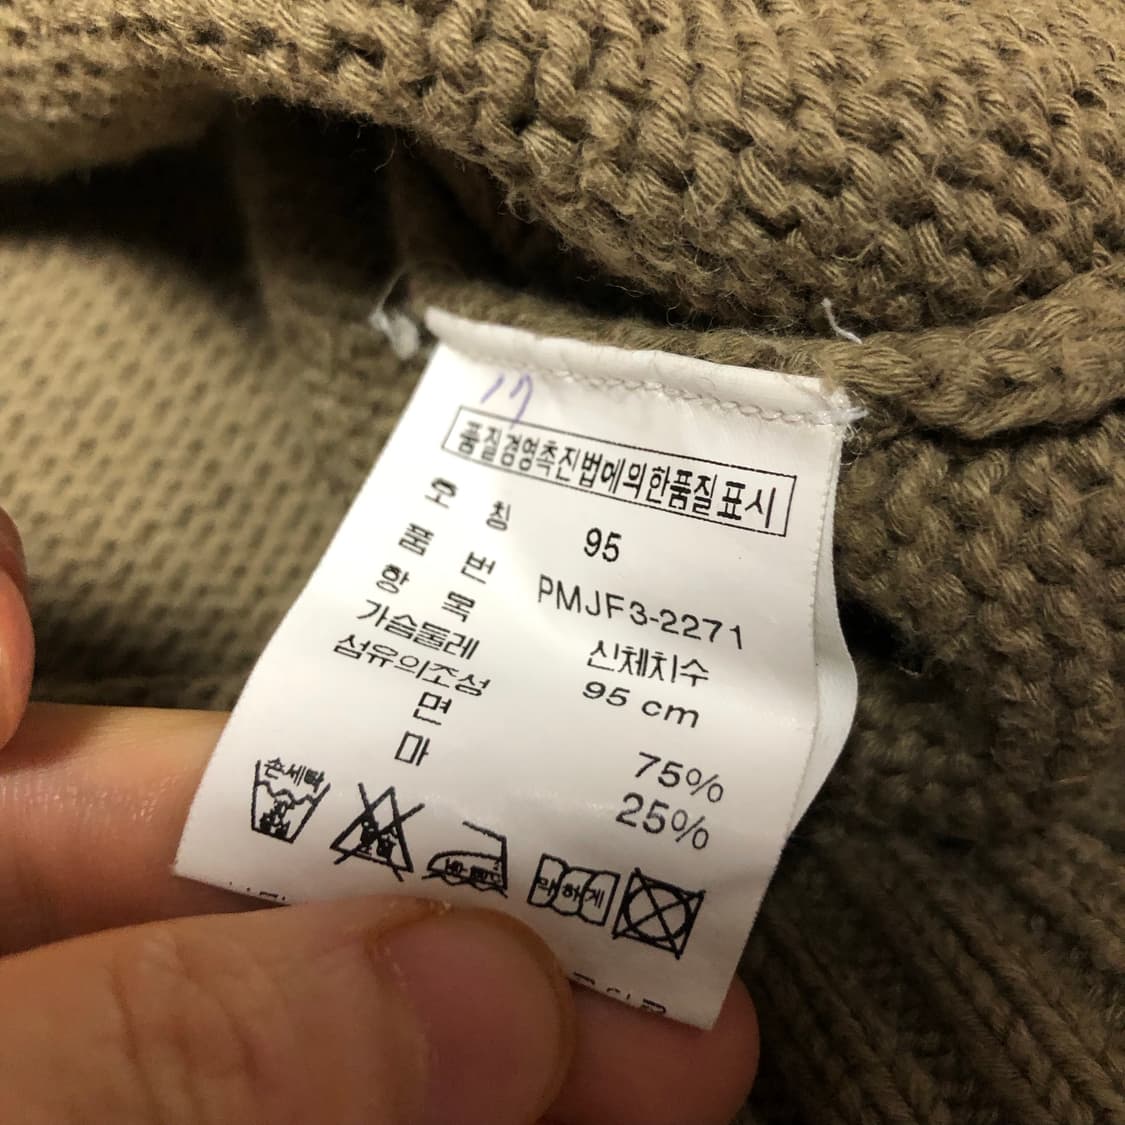 품질경영촉진법에의한품질표시
호 칭 95
품 번 PMJF3-2271
항 목 신체치수
가슴둘레 95 cm
섬유의조성
면 75%
마 25%
손세탁
약하게